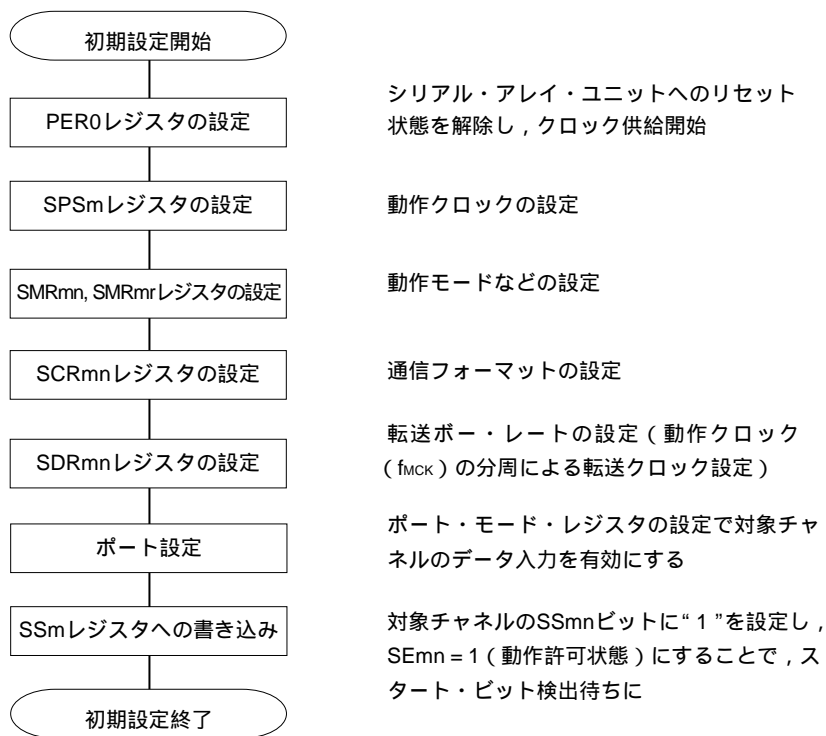 初期設定開始
PER0レジスタの設定
シリアル・アレイ・ユニットへのリセット
状態を解除し，クロック供給開始
SPSmレジスタの設定
動作クロックの設定
SMRmn, SMRmrレジスタの設定
動作モードなどの設定
SCRmnレジスタの設定
通信フォーマットの設定
SDRmnレジスタの設定
転送ボー・レートの設定（動作クロック
（fMCK）の分周による転送クロック設定）
ポート設定
ポート・モード・レジスタの設定で対象チャ
ネルのデータ入力を有効にする
SSmレジスタへの書き込み
対象チャネルのSSmnビットに“1”を設定し，
SEmn = 1（動作許可状態）にすることで，ス
タート・ビット検出待ちに
初期設定終了